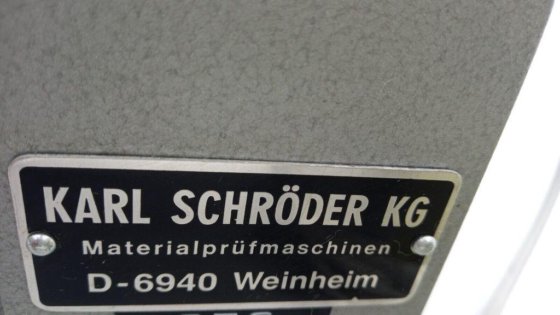 KARL SCHRÖDER KG
Materialprüfmaschinen
D-6940 Weinheim